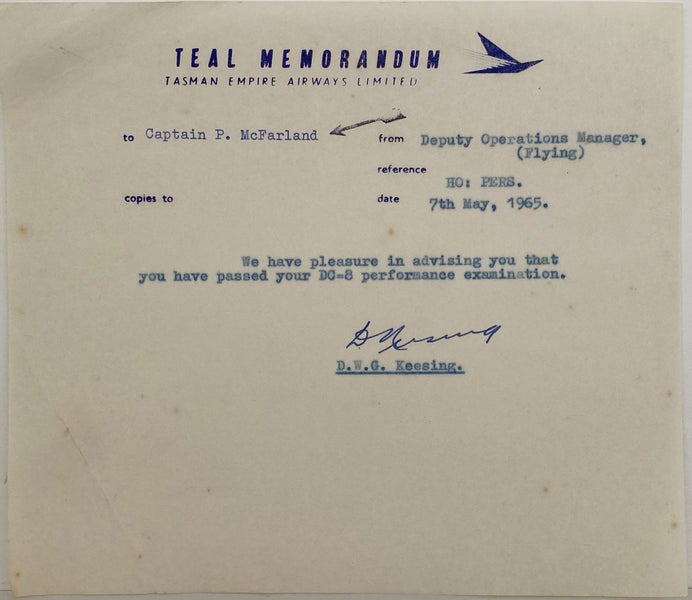 TEAL MEMORANDUM
TASMAN EMPIRE AIRWAYS LIMITED
to Captain P. McFarland
from Deputy Operations Manager,
(Flying)
reference
HO: PERS.
copies to
date 7th May, 1965.
We have pleasure in advising you that
you have passed your DC=8 performance examination.
D Keesing
D.W.G. Keesing.